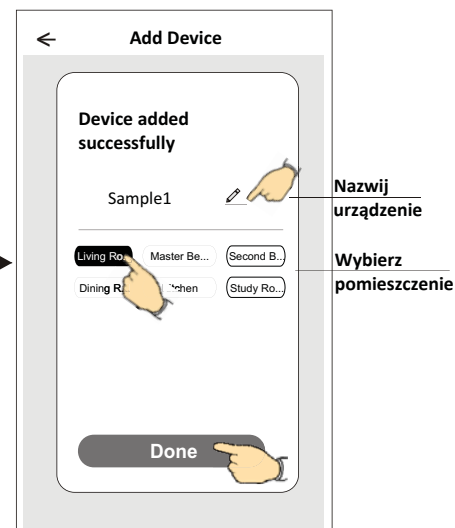 Add Device
Device added
successfully
Sample1
Nazwij
urządzenie
Living Ro... Master Be... Second B...
Wybierz
pomieszczenie
Dining R... Study Ro...
Done